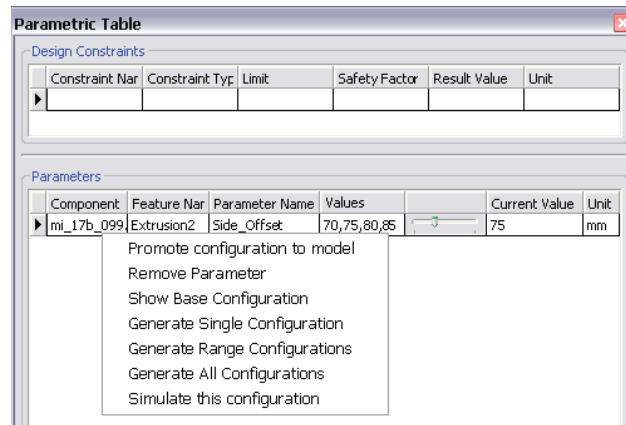 Parametric Table
Design Constraints
Constraint Nar Constraint Typ Limit Safety Factor Result Value Unit
Parameters
Component Feature Nar Parameter Name Values Current Value Unit
mi_17b_099, Extrusion2 Side_Offset 70,75,80,85 75 mm
Promote configuration to model
Remove Parameter
Show Base Configuration
Generate Single Configuration
Generate Range Configurations
Generate All Configurations
Simulate this configuration